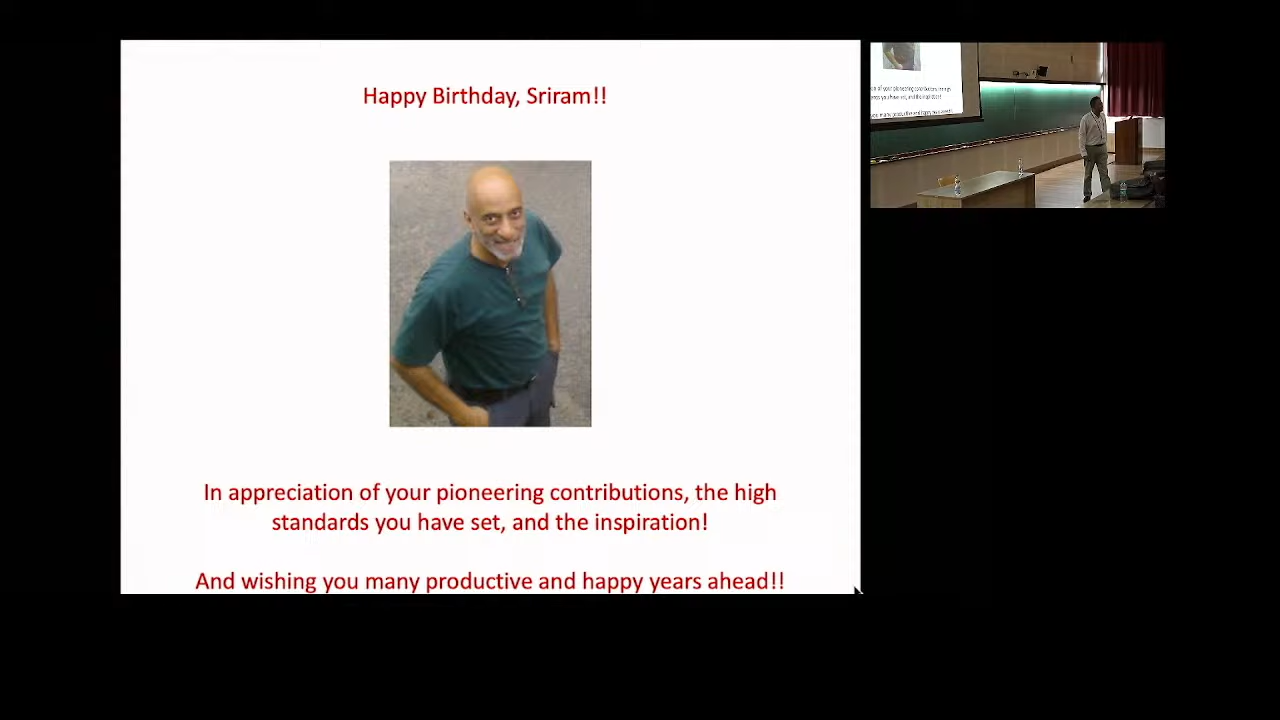 Happy Birthday, Sriram!!
In appreciation of your pioneering contributions, the high
standards you have set, and the inspiration!
And wishing you many productive and happy years ahead!!